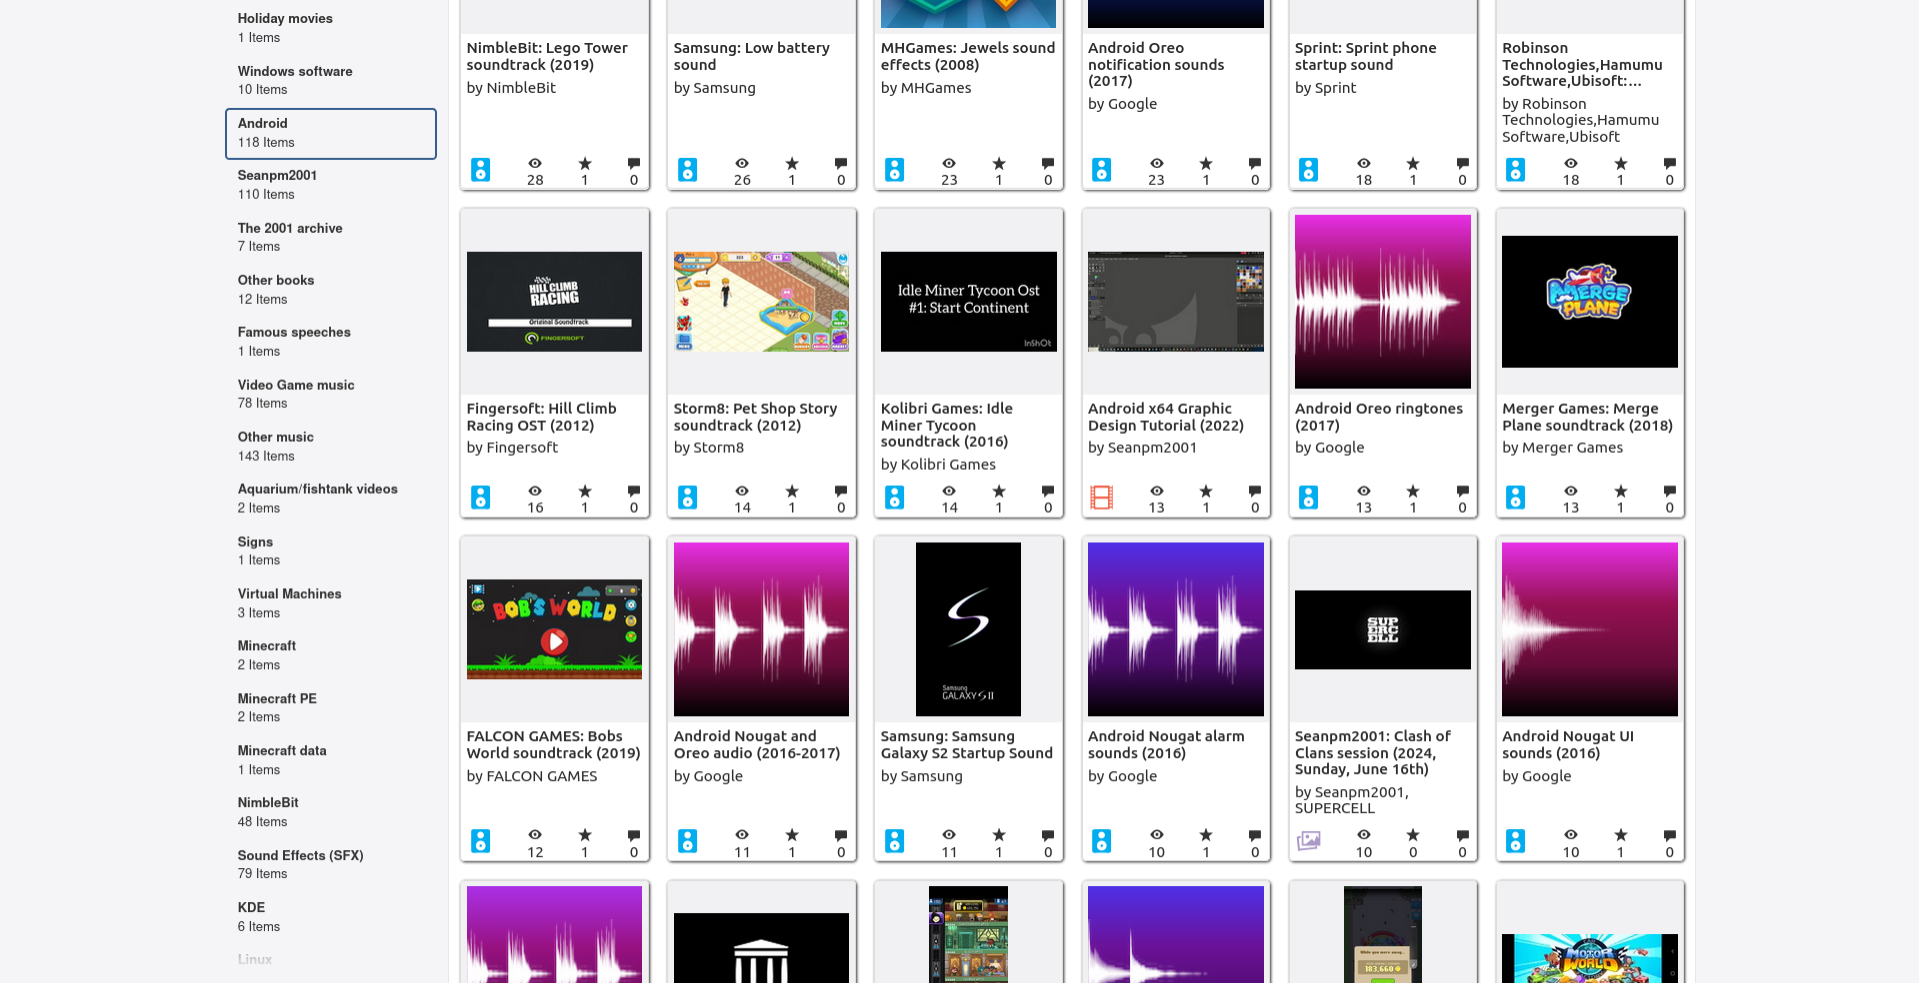 Holiday movies
1 Items
Windows software
10 Items
Android
118 Items
Seanpm2001
110 Items
The 2001 archive
7 Items
Other books
12 Items
Famous speeches
1 Items
Video Game music
78 Items
Other music
143 Items
Aquarium/fishtank videos
2 Items
Signs
1 Items
Virtual Machines
3 Items
Minecraft
2 Items
Minecraft PE
2 Items
Minecraft data
1 Items
NimbleBit
48 Items
Sound Effects (SFX)
79 Items
KDE
6 Items
Linux
NimbleBit: Lego Tower
soundtrack (2019)
by NimbleBit
28 1 0
Samsung: Low battery
sound
by Samsung
26 1 0
MHGames: Jewels sound
effects (2008)
by MHGames
23 1 0
Android Oreo
notification sounds
(2017)
by Google
23 1 0
Sprint: Sprint phone
startup sound
by Sprint
18 1 0
Robinson
Technologies,Hamumu
Software,Ubisoft:...
by Robinson
Technologies,Hamumu
Software,Ubisoft
18 1 0
HILL CLIMB
RACING
Original Soundtrack
FINGERSOFT
Fingersoft: Hill Climb
Racing OST (2012)
by Fingersoft
16 1 0
Storm8: Pet Shop Story
soundtrack (2012)
by Storm8
14 1 0
Idle Miner Tycoon Ost
#1: Start Continent
InShOt
Kolibri Games: Idle
Miner Tycoon
soundtrack (2016)
by Kolibri Games
14 1 0
Android x64 Graphic
Design Tutorial (2022)
by Seanpm2001
13 1 0
Android Oreo ringtones
(2017)
by Google
13 1 0
MERGE
PLANE
Merger Games: Merge
Plane soundtrack (2018)
by Merger Games
13 1 0
BOB'S WORLD
FALCON GAMES: Bobs
World soundtrack (2019)
by FALCON GAMES
12 1 0
Android Nougat and
Oreo audio (2016-2017)
by Google
11 1 0
S
Samsung
GALAXY S II
Samsung: Samsung
Galaxy S2 Startup Sound
by Samsung
11 1 0
Android Nougat alarm
sounds (2016)
by Google
10 1 0
SUP
ERC
ELL
Seanpm2001: Clash of
Clans session (2024,
Sunday, June 16th)
by Seanpm2001,
SUPERCELL
10 0 0
Android Nougat UI
sounds (2016)
by Google
10 1 0
While you were away...
183,660
MOTOR
WORLD